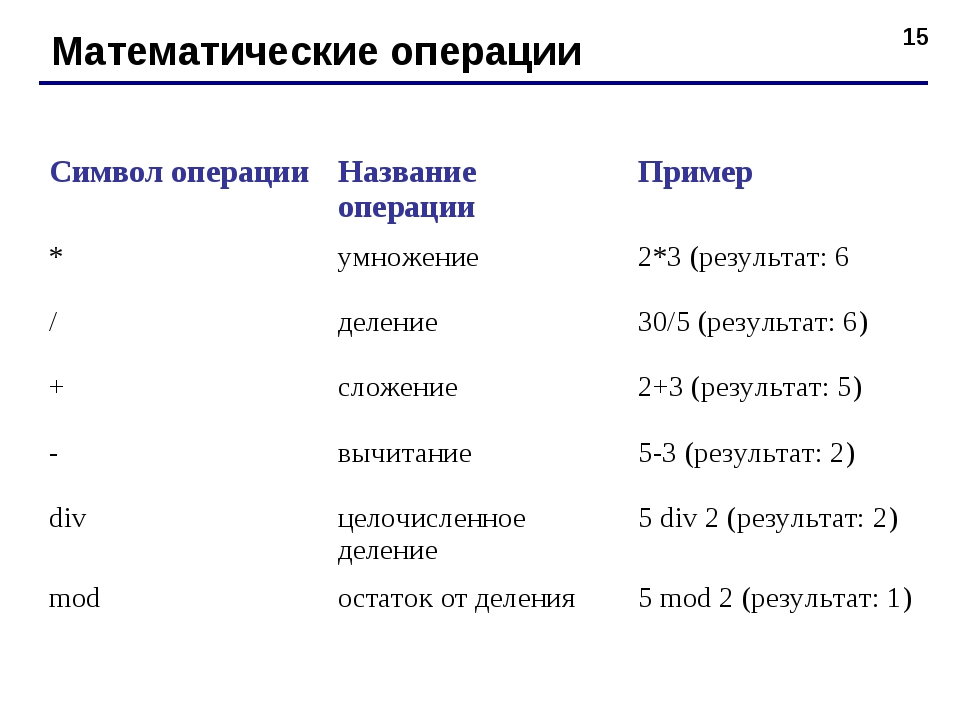 Математические операции
15
Символ операции Название операции Пример
* умножение 2*3 (результат: 6
/ деление 30/5 (результат: 6)
+ сложение 2+3 (результат: 5)
- вычитание 5-3 (результат: 2)
div целочисленное деление 5 div 2 (результат: 2)
mod остаток от деления 5 mod 2 (результат: 1)